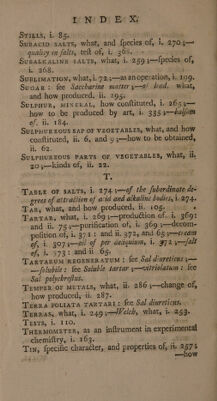 INDEX.
STILLS, i. 85.
SUBACID SALTS, what, and ſpecies of, i. 270;—
quality in ſalts, teſt of, i. 368.
SUBALKALINE SALTS, what, i. 259;—ſpecies of,
i. 268.
SUBLIMATION, what, i. 72;—as an operation, i. 109.
SUGAR: ſee Saccharine matter;—of lead, what,
and how produced, ii. 195.
SULPHUR, MINERAL, how conſtituted, i. 265;—
how to be produced by art, i. 335;—balſam
of, ii. 184.
SULPHUREOUS SAP OF VEGETABLES, what, and how
conſtituted, ii. 6, and 9;—how to be obtained,
ii. 62.
SULPHUREOUS PARTS OF VEGETABLES, what, ii.
20;—kinds of, ii. 22.
T.
TABLE OF SALTS, i. 274;—of the ſubordinate de-
grees of attraction of acid and alkaline bodies, i. 274.
TAR, what, and how produced, ii. 105.
TARTAR, what, i. 269;—production of, i. 369;
and ii. 75;—purification of, i. 369;—decom-
poſition of, i. 372; and ii. 372, and 65;—cream
of, i. 307;—oil of per deliquium, i. 372;—ſalt
of, i. 373; and ii 65.
TARTARUM REGENERATUM: ſee Sal diureticus;—
—ſolubile: ſee Soluble tartar;—vitriolatum: ſee
Sal polychreſtus.
TEMPER OF METALS, what, ii. 286;—change of,
how produced, ii. 287.
TERRA FOLIATA TARTARI: ſee Sal diureticus.
TERRAS, what, i. 249;—Welch, what, i. 253.
TESTS, i. 110.
THERMOMETER, as an inſtrument in experimental
chemiſtry, i. 163.
TIN, ſpecific character, and properties of, ii. 257;
—how